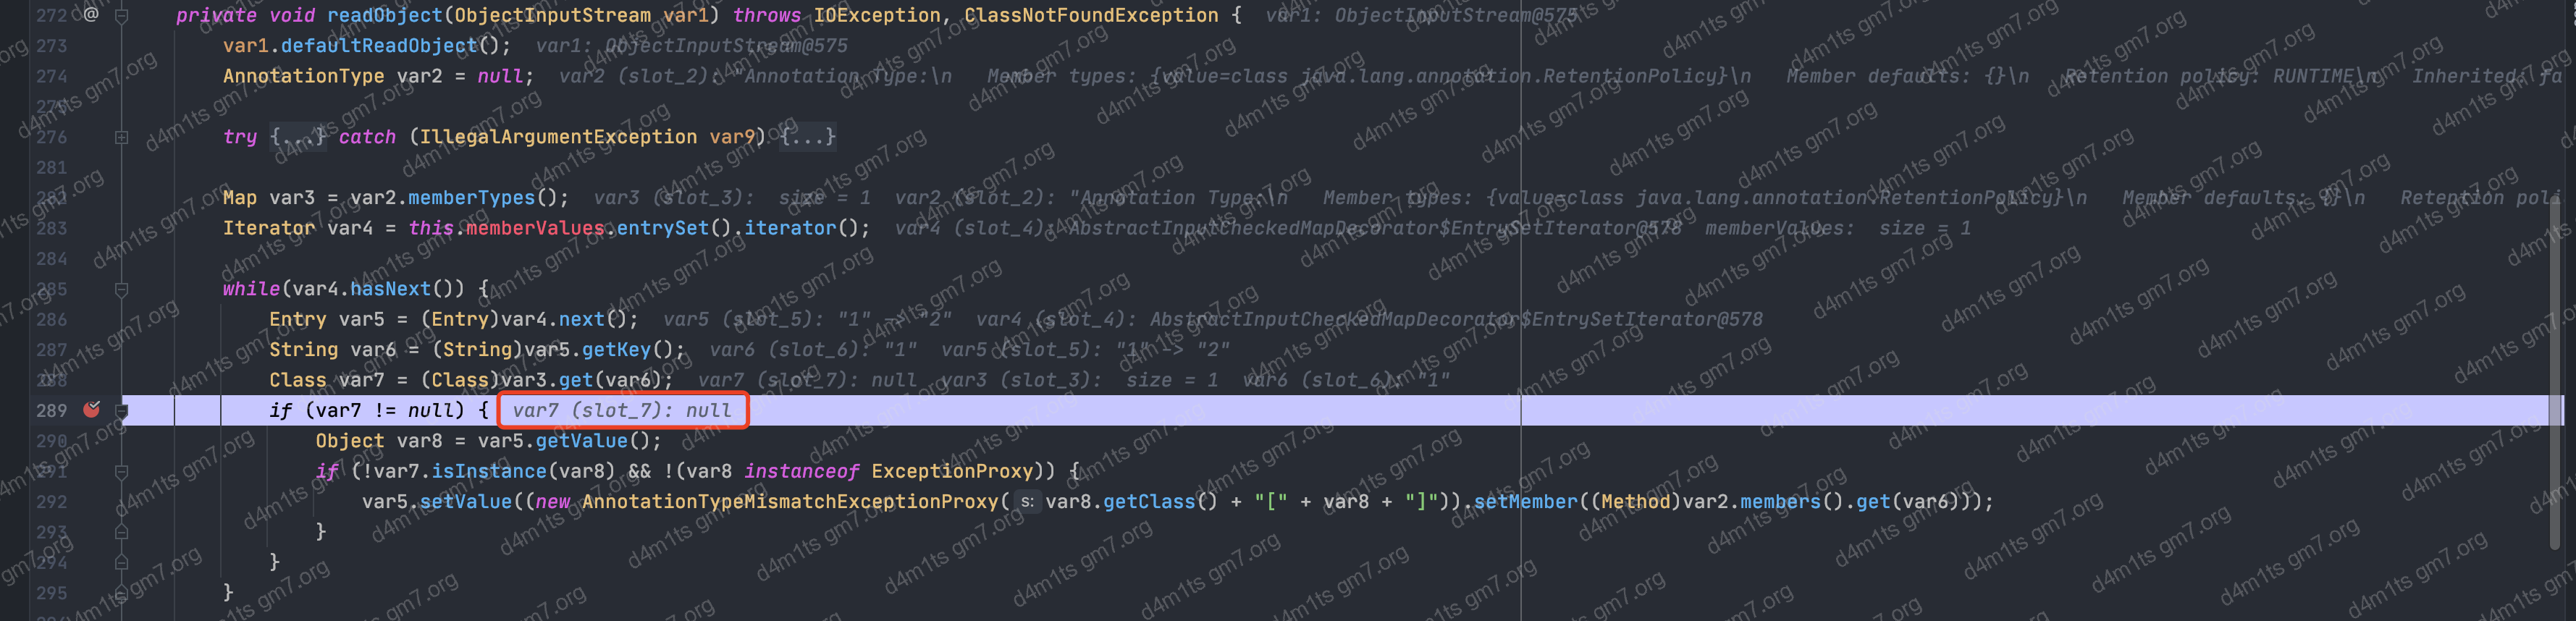 272 @ private void readObject(ObjectInputStream var1) throws IOException, ClassNotFoundException { var1: ObjectInputStream@575
273 var1.defaultReadObject(); var1: ObjectInputStream@575
274 AnnotationType var2 = null; var2 (slot_2): "Annotation Type:\n   Member types: {value=class java.lang.annotation.RetentionPolicy}\n   Member defaults: {}\n   Retention policy: RUNTIME\n   Inherited: fa
275
276 try {...} catch (IllegalArgumentException var9) {...}
281
282 Map var3 = var2.memberTypes(); var3 (slot_3):  size = 1  var2 (slot_2): "Annotation Type:\n   Member types: {value=class java.lang.annotation.RetentionPolicy}\n   Member defaults: {}\n   Retention poli
283 Iterator var4 = this.memberValues.entrySet().iterator(); var4 (slot_4): AbstractInputCheckedMapDecorator$EntrySetIterator@578  memberValues:  size = 1
284
285 while(var4.hasNext()) {
286 Entry var5 = (Entry)var4.next(); var5 (slot_5): "1" -> "2"  var4 (slot_4): AbstractInputCheckedMapDecorator$EntrySetIterator@578
287 String var6 = (String)var5.getKey(); var6 (slot_6): "1"  var5 (slot_5): "1" -> "2"
288 Class var7 = (Class)var3.get(var6); var7 (slot_7): null  var3 (slot_3):  size = 1  var6 (slot_6): "1"
289 if (var7 != null) { var7 (slot_7): null
290 Object var8 = var5.getValue();
291 if (!var7.isInstance(var8) && !(var8 instanceof ExceptionProxy)) {
292 var5.setValue((new AnnotationTypeMismatchExceptionProxy( s: var8.getClass() + "[" + var8 + "]")).setMember((Method)var2.members().get(var6)));
293 }
294 }
295 }
d4m1ts gm7.org